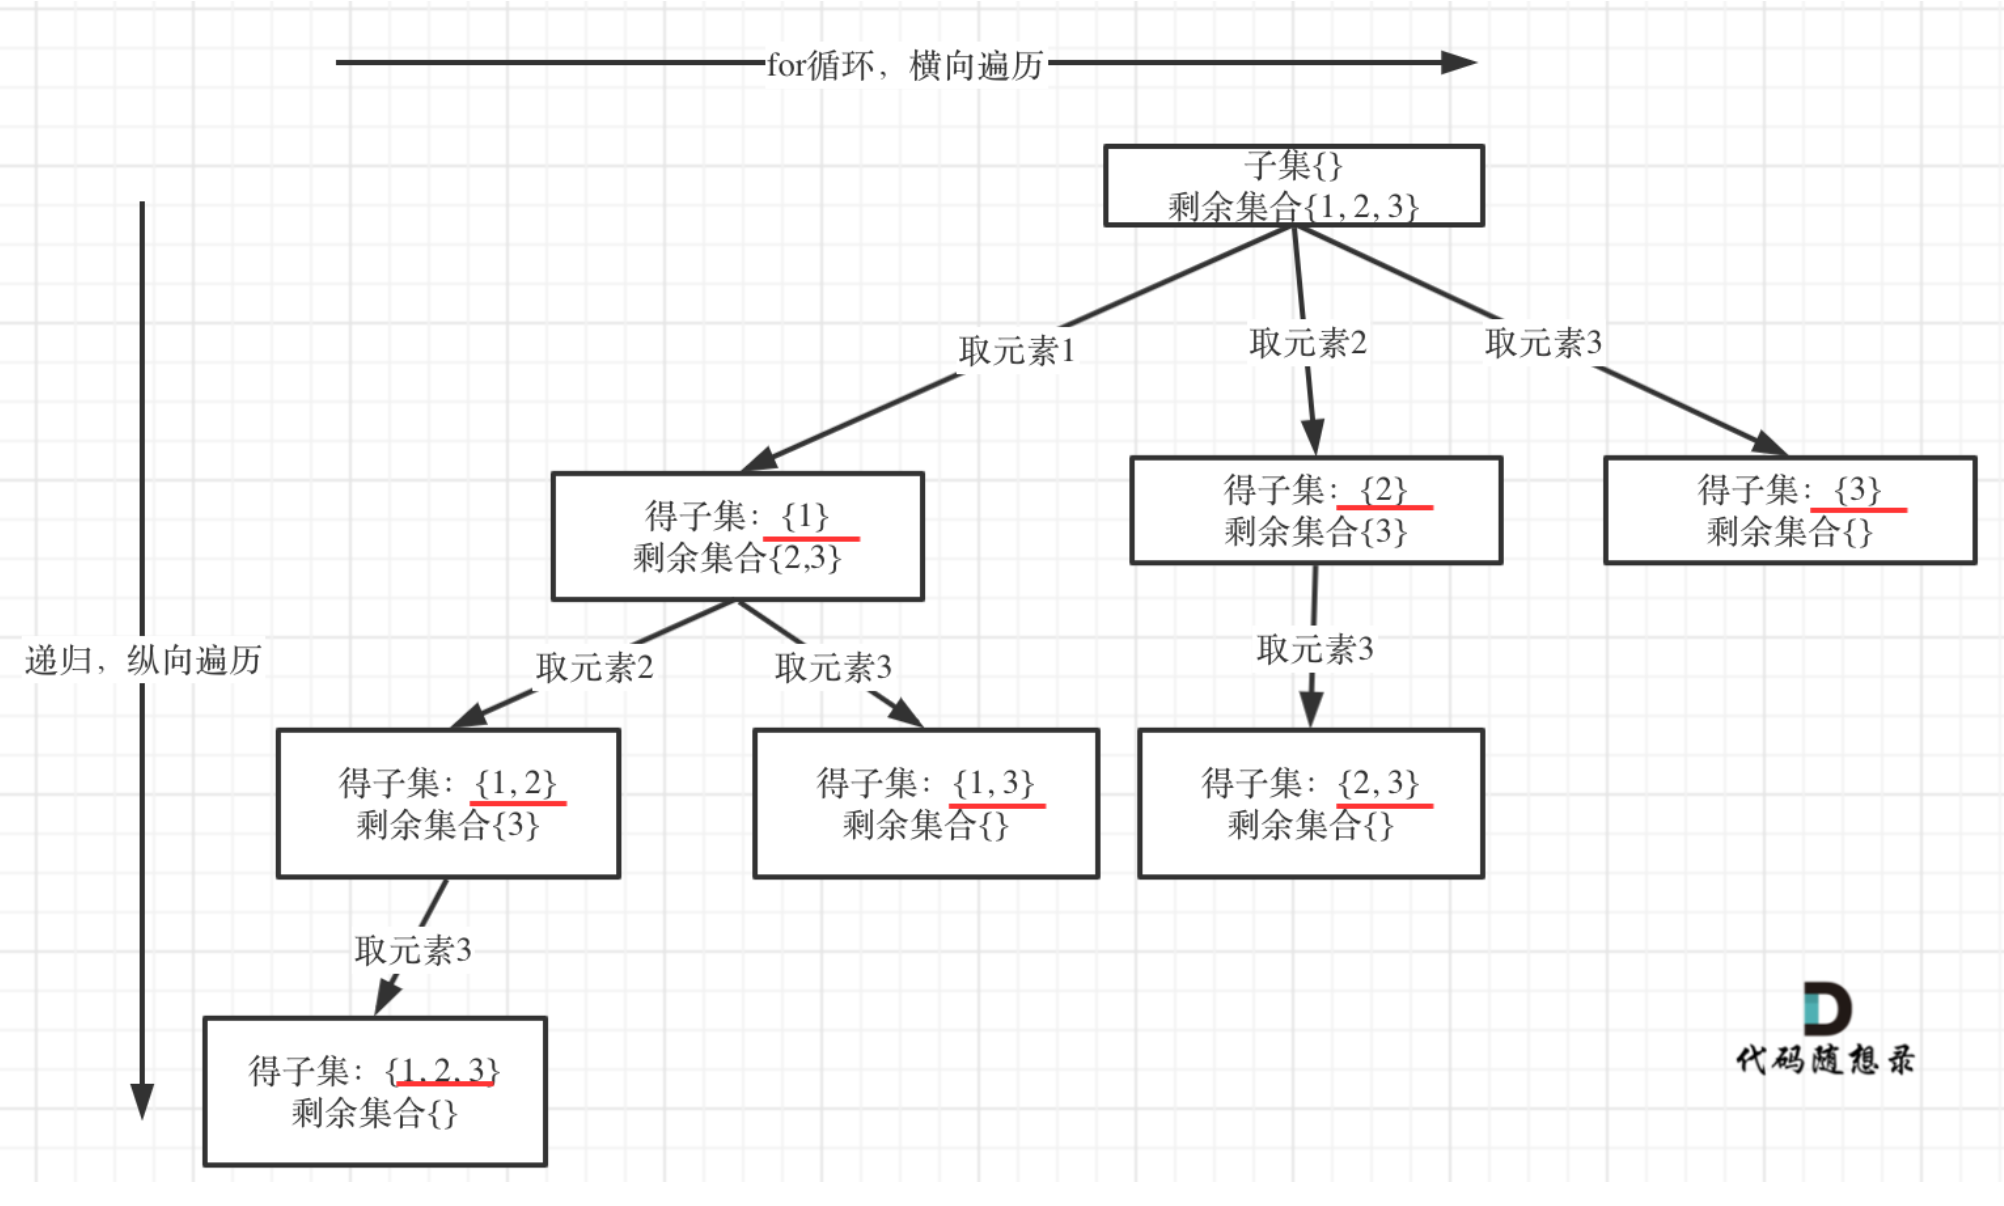 for循环，横向遍历
子集{}
剩余集合{1, 2, 3}
取元素1
取元素2
取元素3
得子集：{1}
剩余集合{2,3}
得子集：{2}
剩余集合{3}
得子集：{3}
剩余集合{}
递归，纵向遍历
取元素2
取元素3
取元素3
得子集：{1, 2}
剩余集合{3}
得子集：{1, 3}
剩余集合{}
得子集：{2, 3}
剩余集合{}
取元素3
得子集：{1, 2, 3}
剩余集合{}
代码随想录